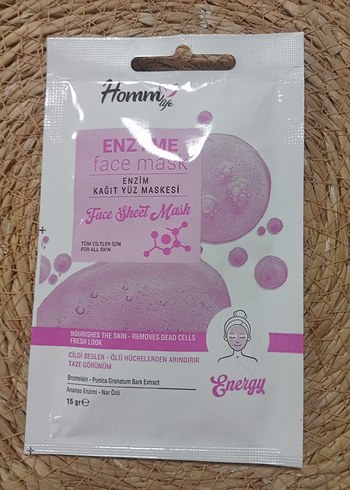 Homm
life
ENZYME
face mask
ENZİM
KAĞIT YÜZ MASKESİ
Face Sheet Mask
TÜM CİLTLER İÇİN
FOR ALL SKIN
NOURISHES THE SKIN - REMOVES DEAD CELLS
FRESH LOOK
CİLDİ BESLER - ÖLÜ HÜCRELERDEN ARINDIRIR
TAZE GÖRÜNÜM
Bromelain - Punica Granatum Bark Extract
Ananas Enzimi - Nar Özü
15 gr e
Energy